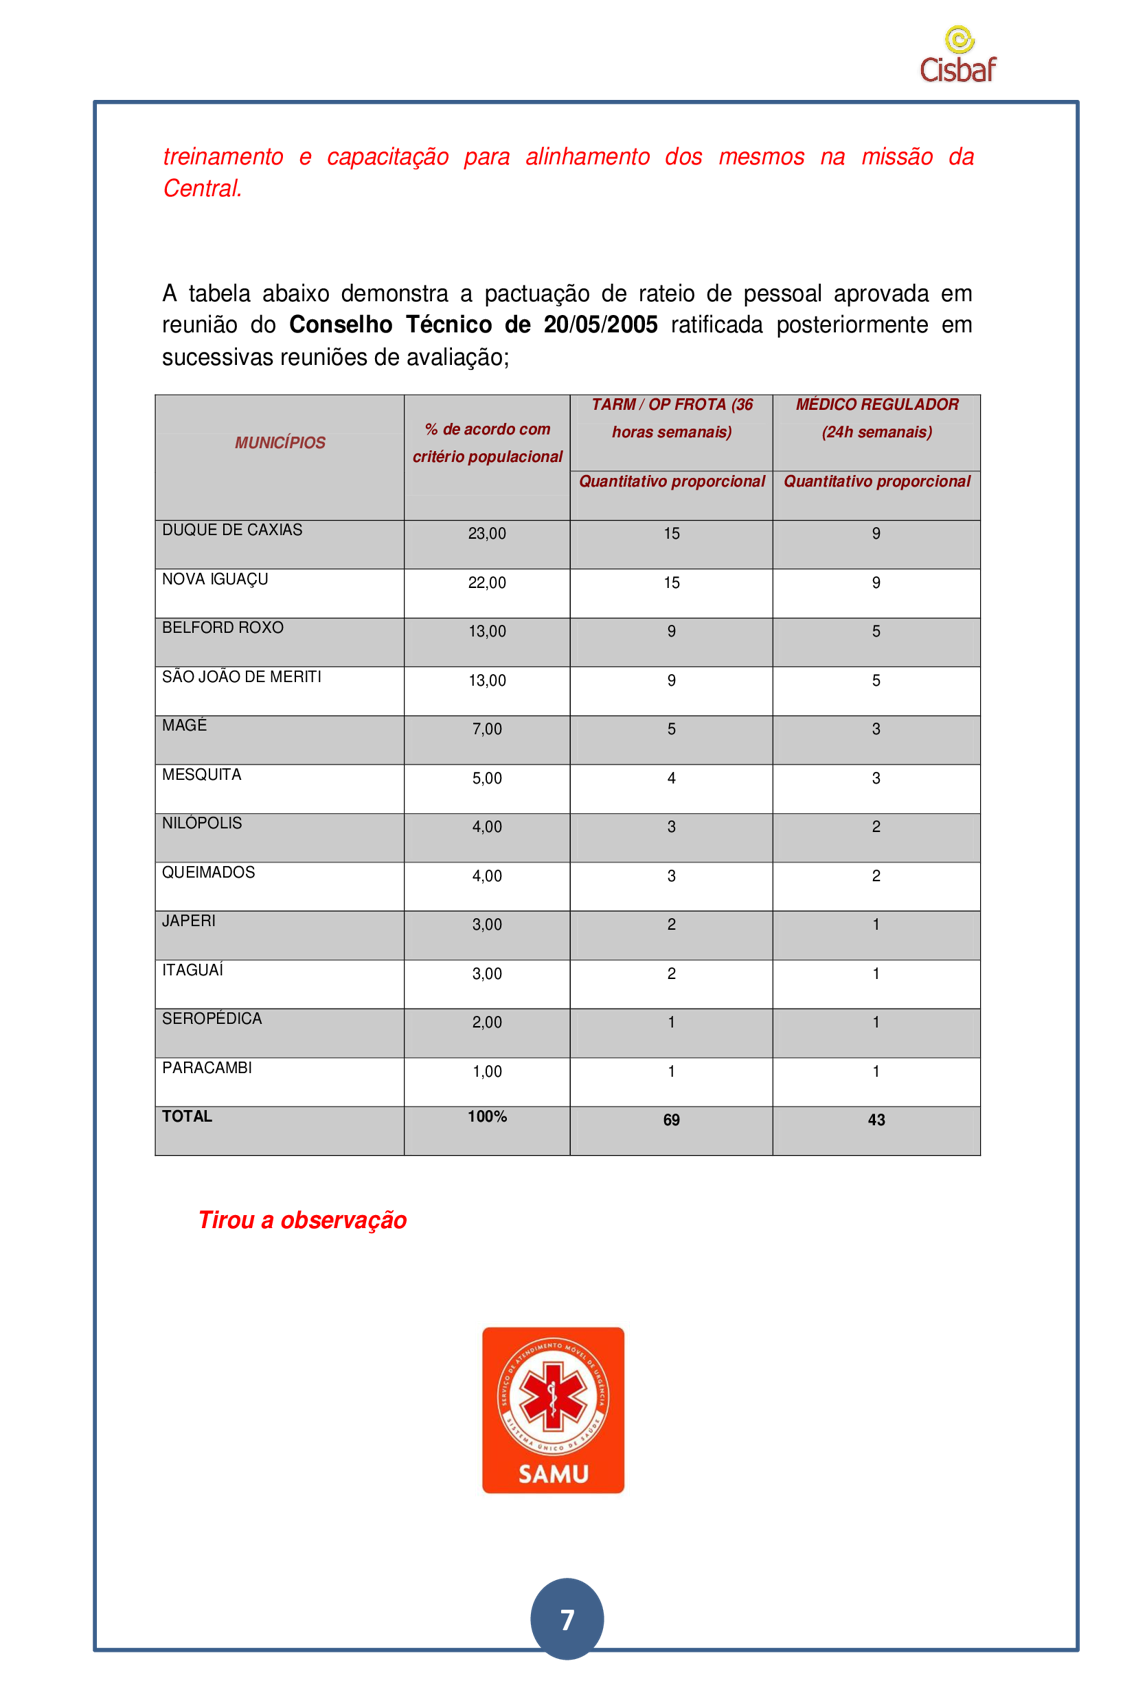 Cisbaf
treinamento e capacitação para alinhamento dos mesmos na missão da
Central.
A tabela abaixo demonstra a pactuação de rateio de pessoal aprovada em
reunião do Conselho Técnico de 20/05/2005 ratificada posteriormente em
sucessivas reuniões de avaliação;
MUNICÍPIOS
% de acordo com
critério populacional
TARM / OP FROTA (36
horas semanais)
MÉDICO REGULADOR
(24h semanais)
Quantitativo proporcional Quantitativo proporcional
DUQUE DE CAXIAS 23,00 15 9
NOVA IGUAÇU 22,00 15 9
BELFORD ROXO 13,00 9 5
SÃO JOÃO DE MERITI 13,00 9 5
MAGÉ 7,00 5 3
MESQUITA 5,00 4 3
NILÓPOLIS 4,00 3 2
QUEIMADOS 4,00 3 2
JAPERI 3,00 2 1
ITAGUAÍ 3,00 2 1
SEROPÉDICA 2,00 1 1
PARACAMBI 1,00 1 1
TOTAL 100% 69 43
Tirou a observação
SERVIÇO DE ATENDIMENTO MÓVEL DE URGÊNCIA
SISTEMA ÚNICO DE SAÚDE
SAMU
7